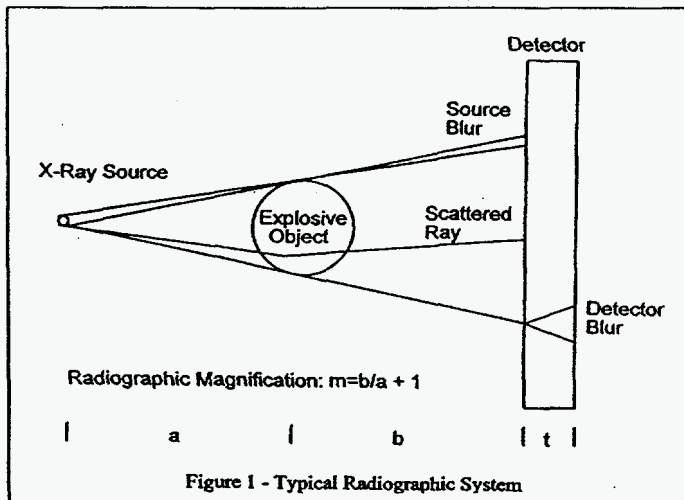 Detector
Source
Blur
X-Ray Source
Explosive
Object
Scattered
Ray
Detector
Blur
Radiographic Magnification: m=b/a + 1
a b t
Figure 1 - Typical Radiographic System